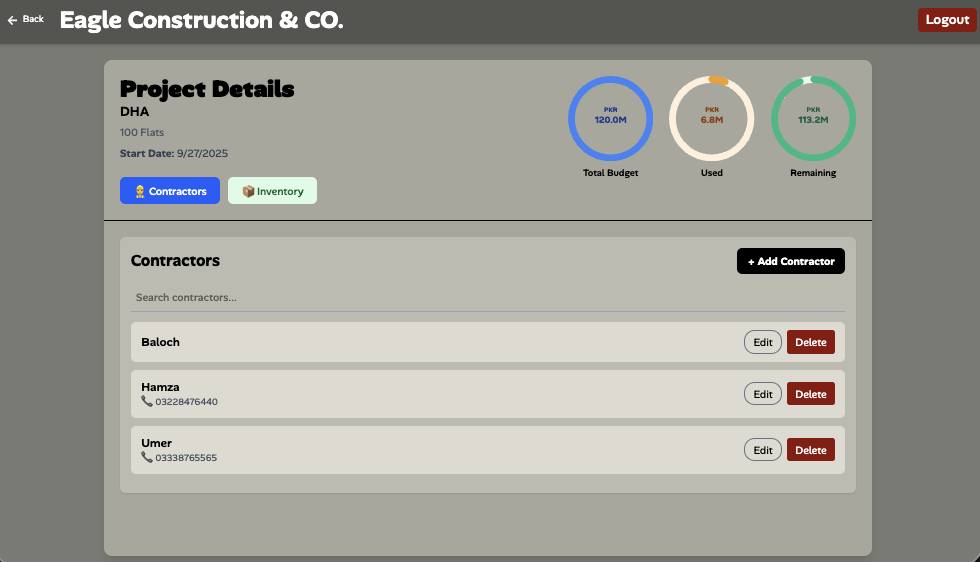 ← Back
Eagle Construction & CO.
Logout
Project Details
DHA
100 Flats
Start Date: 9/27/2025
👷 Contractors
📦 Inventory
PKR
120.0M
Total Budget
PKR
6.8M
Used
PKR
113.2M
Remaining
Contractors
+ Add Contractor
Search contractors...
Baloch
Edit
Delete
Hamza
📞 03228476440
Edit
Delete
Umer
📞 03338765565
Edit
Delete